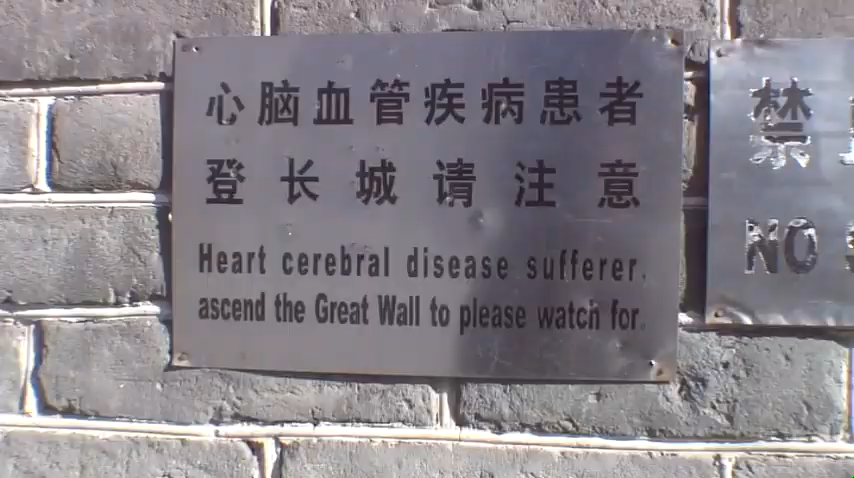 心脑血管疾病患者
登长城请注意
Heart cerebral disease sufferer.
ascend the Great Wall to please watch for.
禁
NO